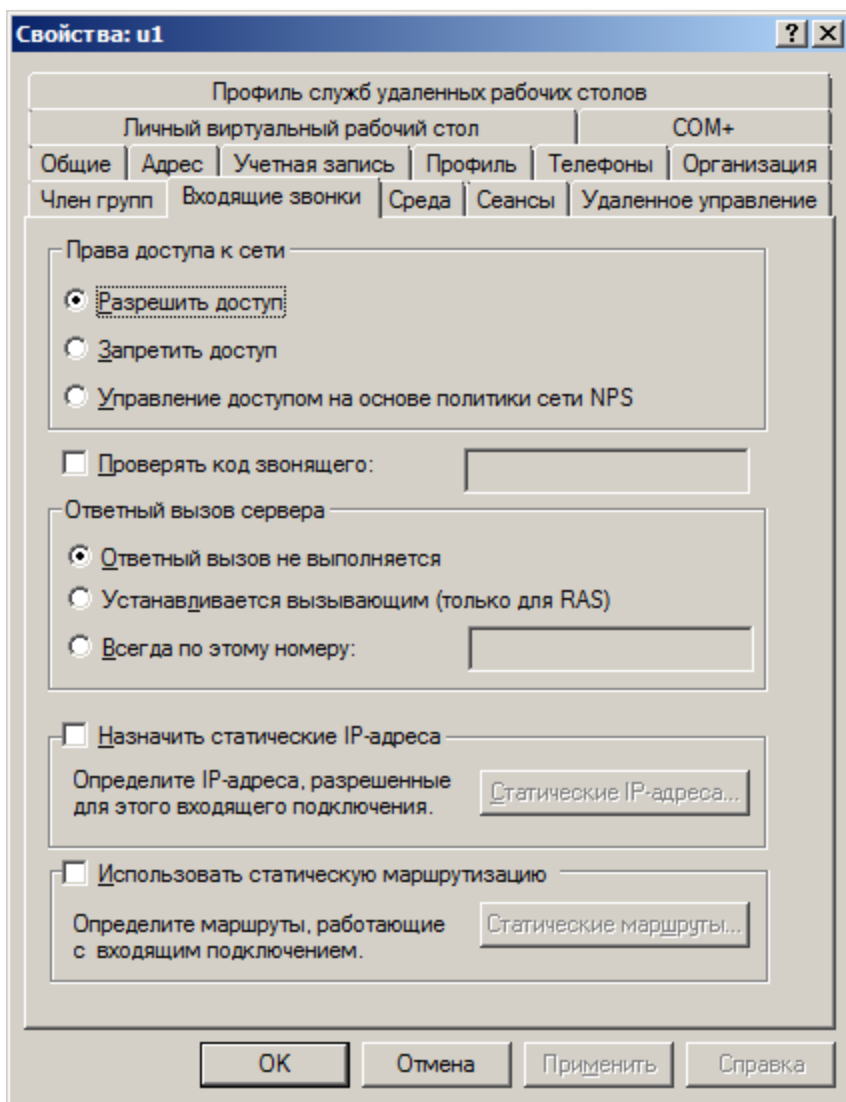 Свойства: u1
Профиль служб удаленных рабочих столов
Личный виртуальный рабочий стол COM+
Общие Адрес Учетная запись Профиль Телефоны Организация
Член групп Входящие звонки Среда Сеансы Удаленное управление
Права доступа к сети
Разрешить доступ
Запретить доступ
Управление доступом на основе политики сети NPS
Проверять код звонящего:
Ответный вызов сервера
Ответный вызов не выполняется
Устанавливается вызывающим (только для RAS)
Всегда по этому номеру:
Назначить статические IP-адреса
Определите IP-адреса, разрешенные
для этого входящего подключения.
Статические IP-адреса...
Использовать статическую маршрутизацию
Определите маршруты, работающие
с входящим подключением.
Статические маршруты...
OK Отмена Применить Справка